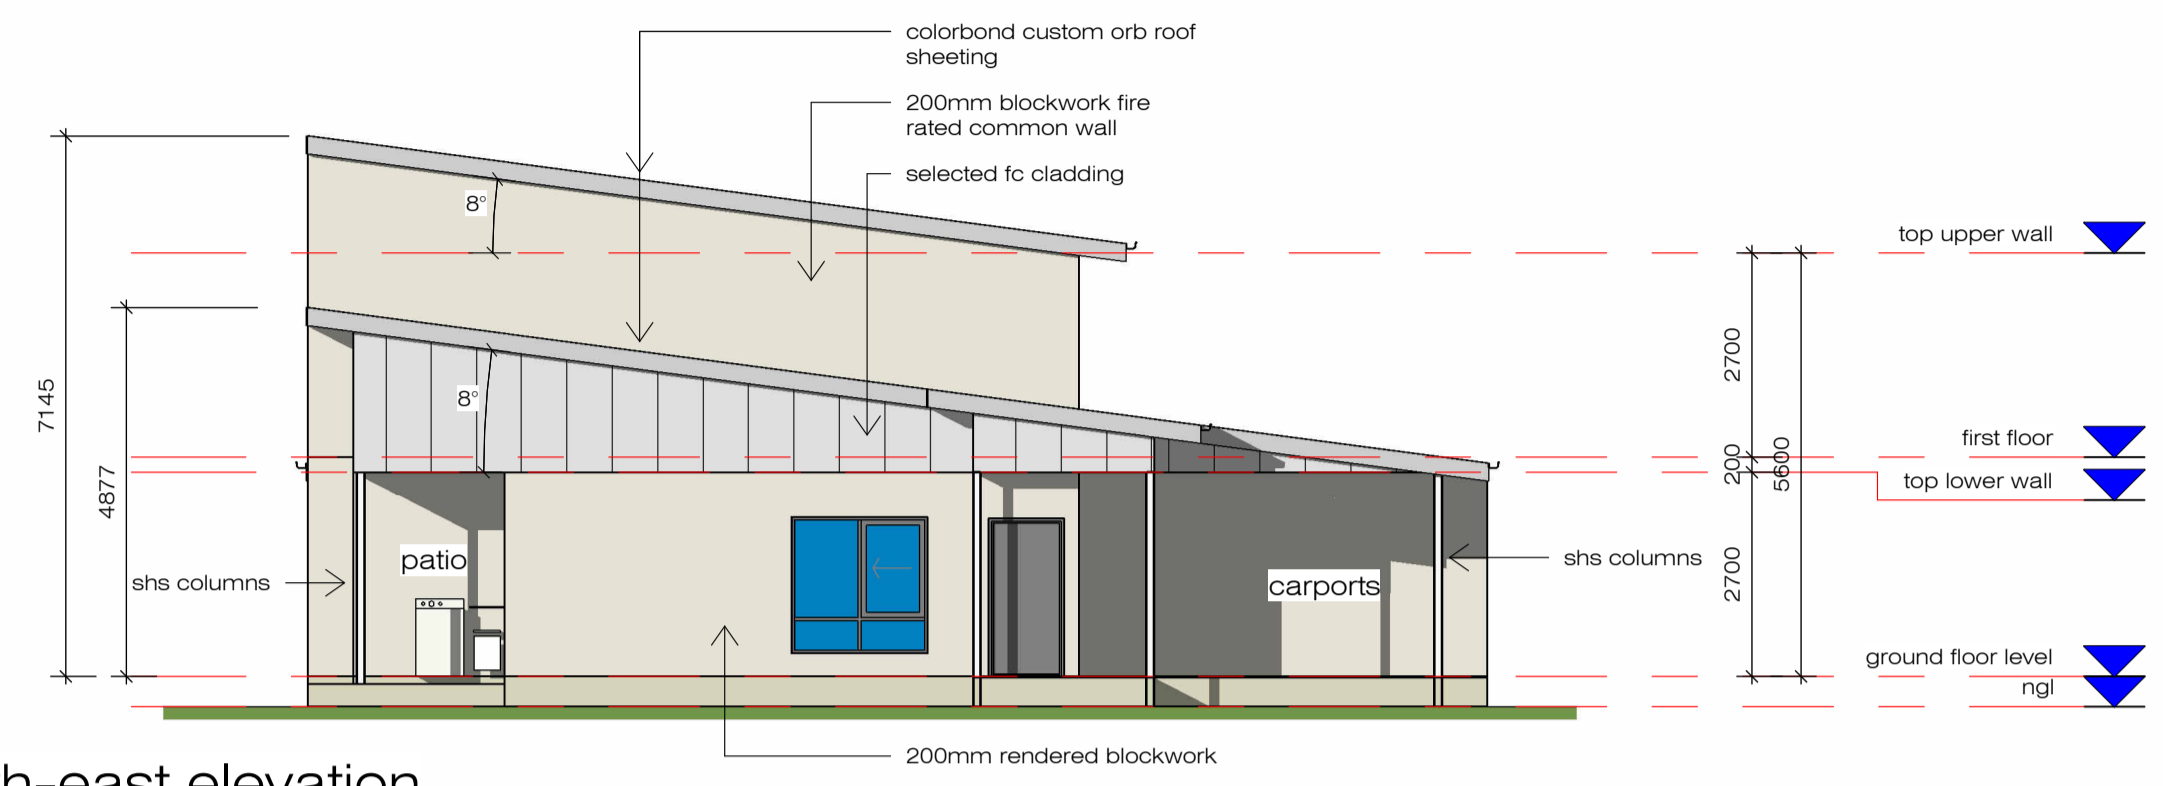 colorbond custom orb roof
sheeting
200mm blockwork fire
rated common wall
selected fc cladding
8°
top upper wall
7145
2700
8°
first floor
4877
200
5600
top lower wall
patio
shs columns
shs columns
carports
2700
ground floor level
ngl
200mm rendered blockwork
h-east elevation